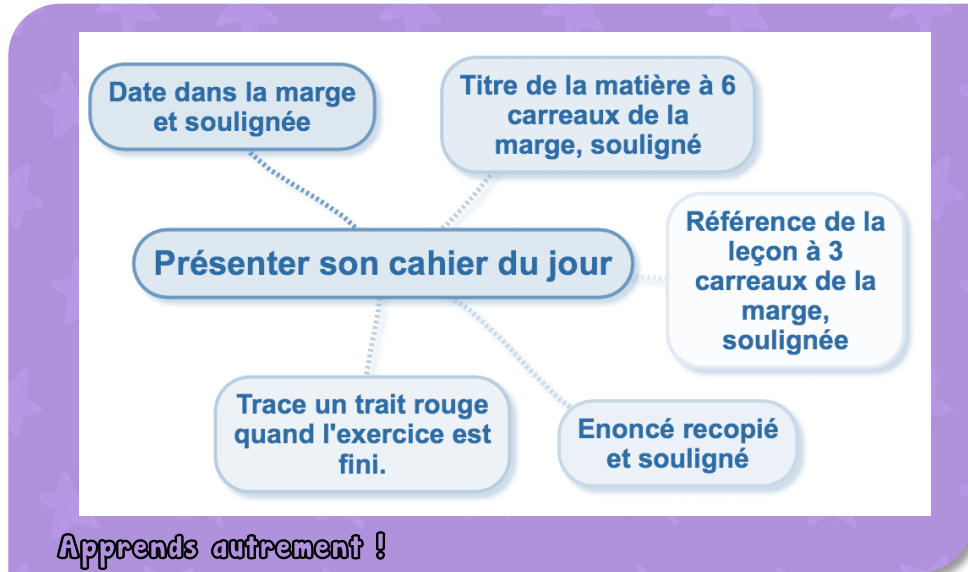 Date dans la marge
et soulignée
Titre de la matière à 6
carreaux de la
marge, souligné
Présenter son cahier du jour
Référence de la
leçon à 3
carreaux de la
marge,
soulignée
Trace un trait rouge
quand l'exercice est
fini.
Enoncé recopié
et souligné
Apprends autrement !